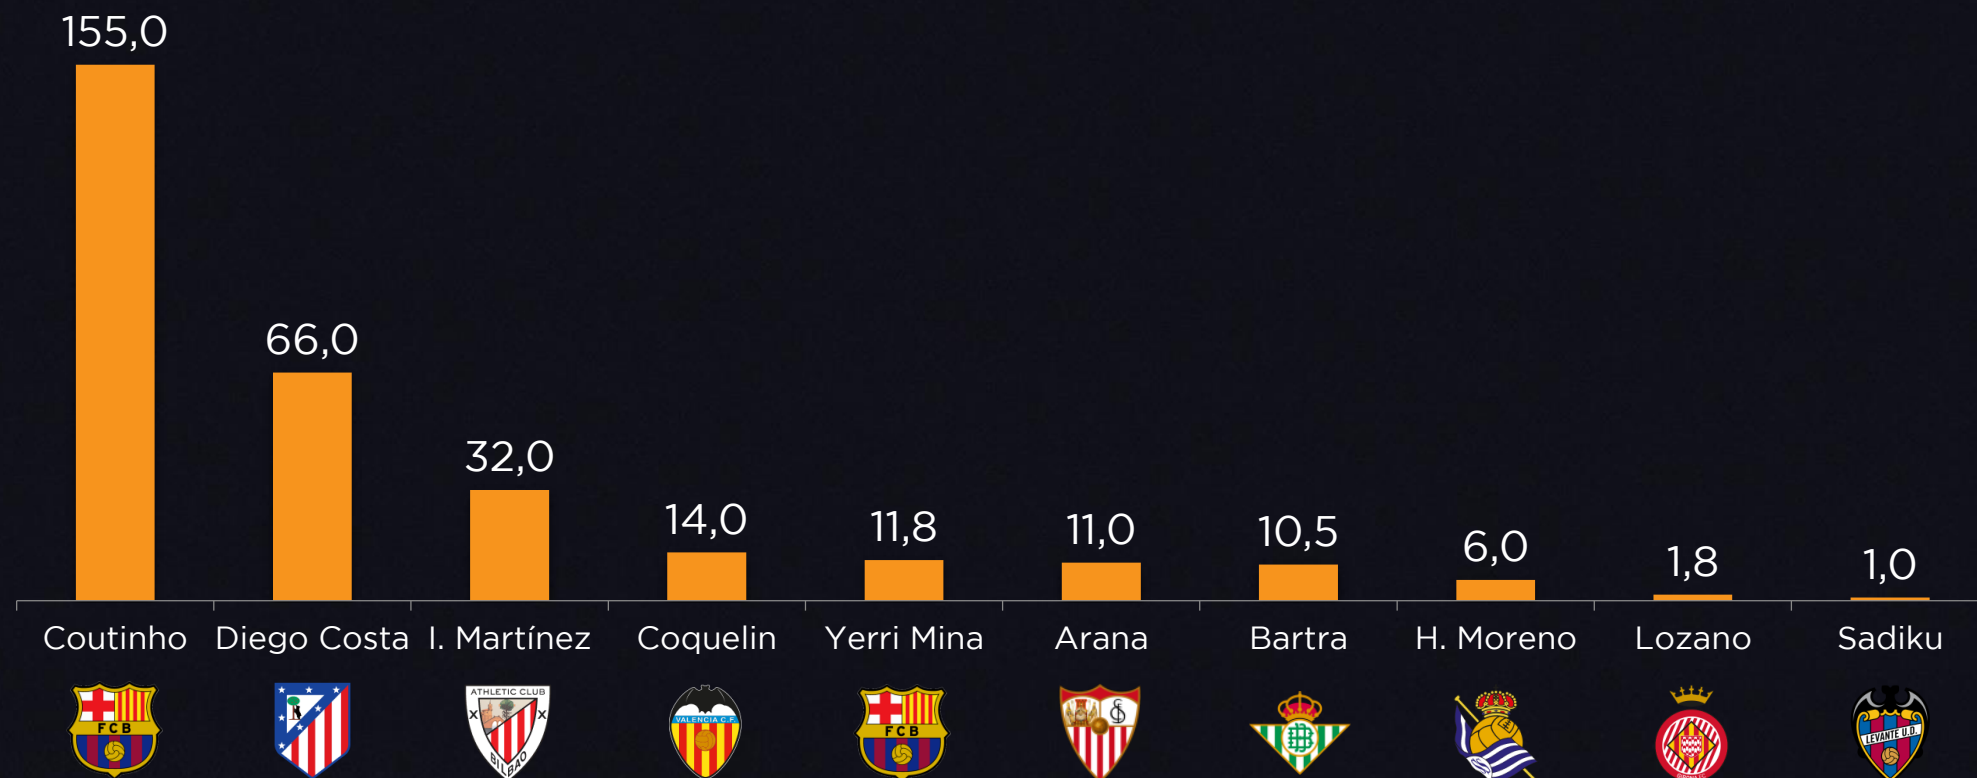 155,0
66,0
32,0
14,0
11,8
11,0
10,5
6,0
1,8
1,0
Coutinho Diego Costa I. Martínez Coquelin Yerri Mina Arana Bartra H. Moreno Lozano Sadiku
FCB
ATHLETIC CLUB
BILBAO
VALENCIA C.F.
FCB
LEVANTE U.D.